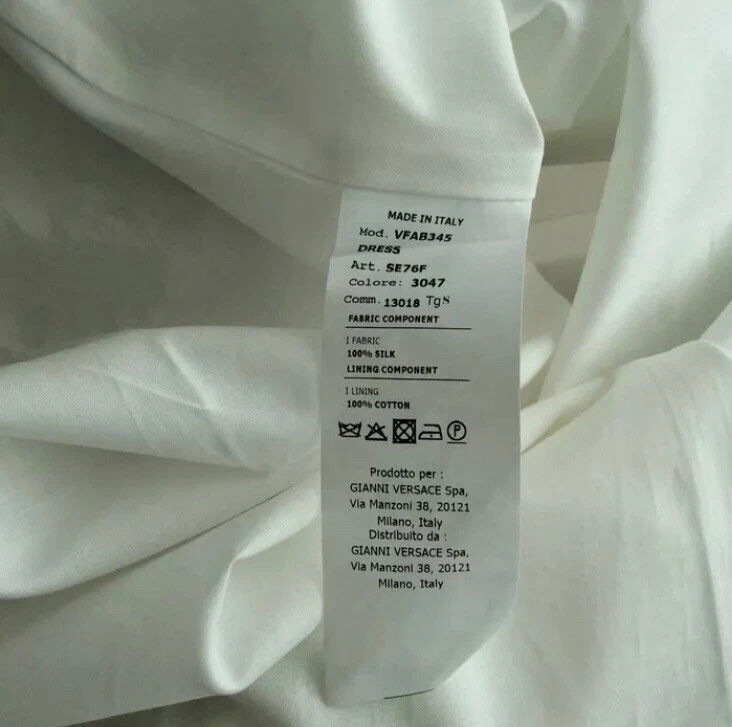 MADE IN ITALY
Mod. VFAB345
DRESS
Art. SE76F
Colore: 3047
Comm. 13018 TgS
FABRIC COMPONENT
I FABRIC
100% SILK
LINING COMPONENT
I LINING
100% COTTON
P
Prodotto per :
GIANNI VERSACE Spa,
Via Manzoni 38, 20121
Milano, Italy
Distribuito da :
GIANNI VERSACE Spa,
Via Manzoni 38, 20121
Milano, Italy